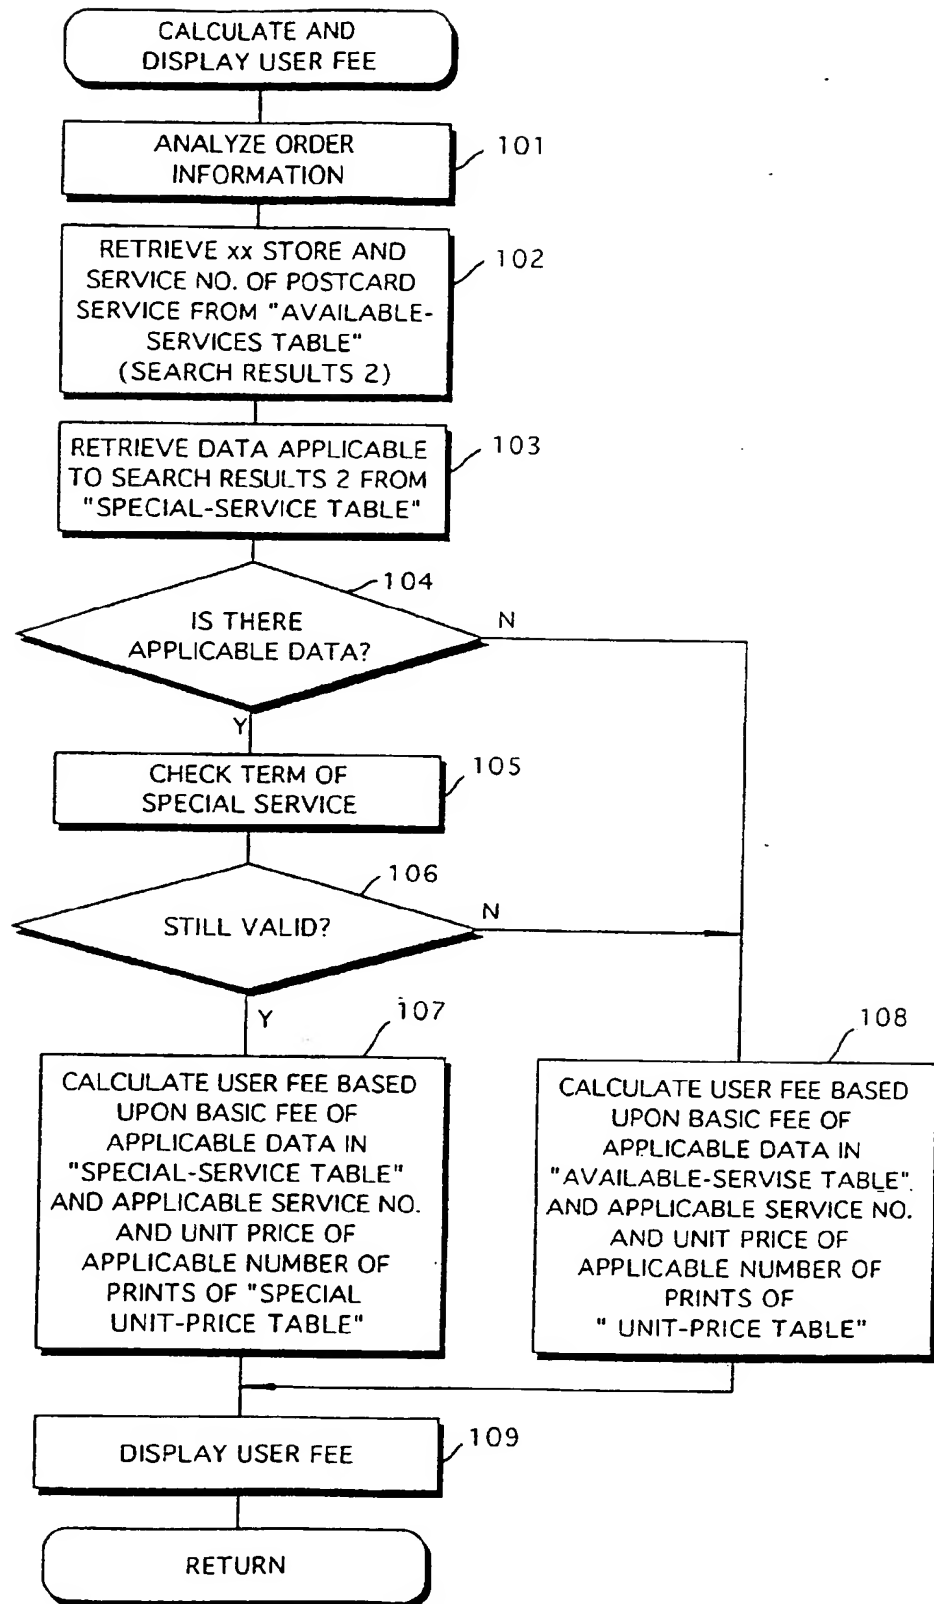 CALCULATE AND
DISPLAY USER FEE
ANALYZE ORDER
INFORMATION
101
RETRIEVE xx STORE AND
SERVICE NO. OF POSTCARD
SERVICE FROM "AVAILABLE-
SERVICES TABLE"
(SEARCH RESULTS 2)
102
RETRIEVE DATA APPLICABLE
TO SEARCH RESULTS 2 FROM
"SPECIAL-SERVICE TABLE"
103
104
IS THERE
APPLICABLE DATA?
N
Y
CHECK TERM OF
SPECIAL SERVICE
105
106
STILL VALID?
N
Y
107
CALCULATE USER FEE BASED
UPON BASIC FEE OF
APPLICABLE DATA IN
"SPECIAL-SERVICE TABLE"
AND APPLICABLE SERVICE NO.
AND UNIT PRICE OF
APPLICABLE NUMBER OF
PRINTS OF "SPECIAL
UNIT-PRICE TABLE"
108
CALCULATE USER FEE BASED
UPON BASIC FEE OF
APPLICABLE DATA IN
"AVAILABLE-SERVISE TABLE".
AND APPLICABLE SERVICE NO.
AND UNIT PRICE OF
APPLICABLE NUMBER OF
PRINTS OF
" UNIT-PRICE TABLE"
DISPLAY USER FEE
109
RETURN